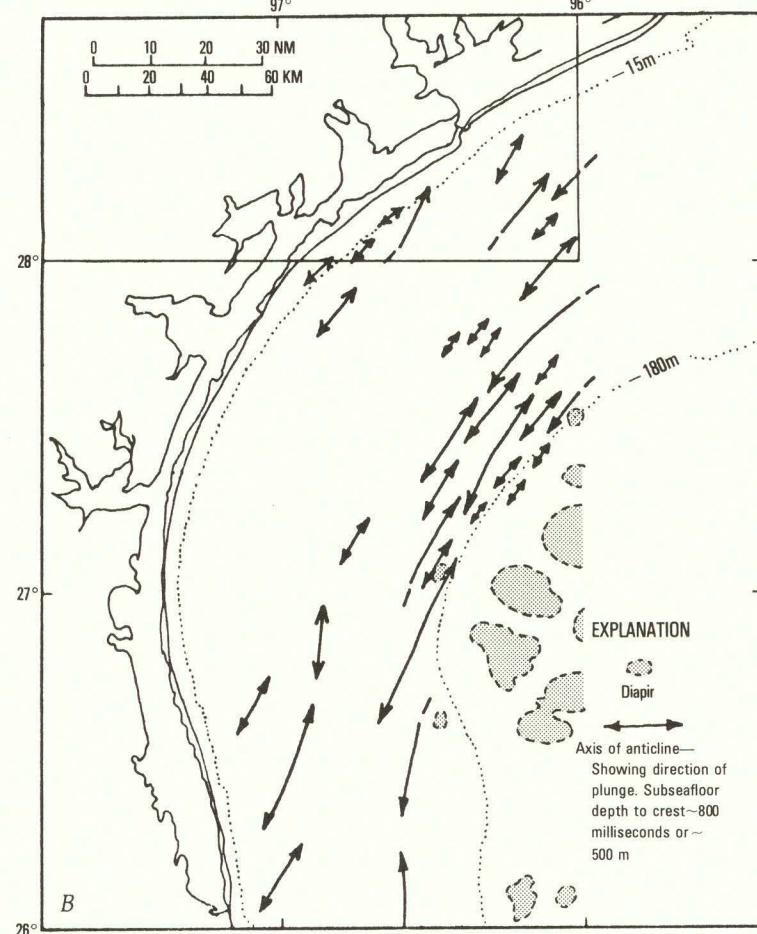 97°
96°
0 10 20 30 NM
0 20 40 60 KM
15m
28°
180m
27°
EXPLANATION
Diapir
Axis of anticline—
Showing direction of
plunge. Subseafloor
depth to crest~800
milliseconds or ~
500 m
B
26°